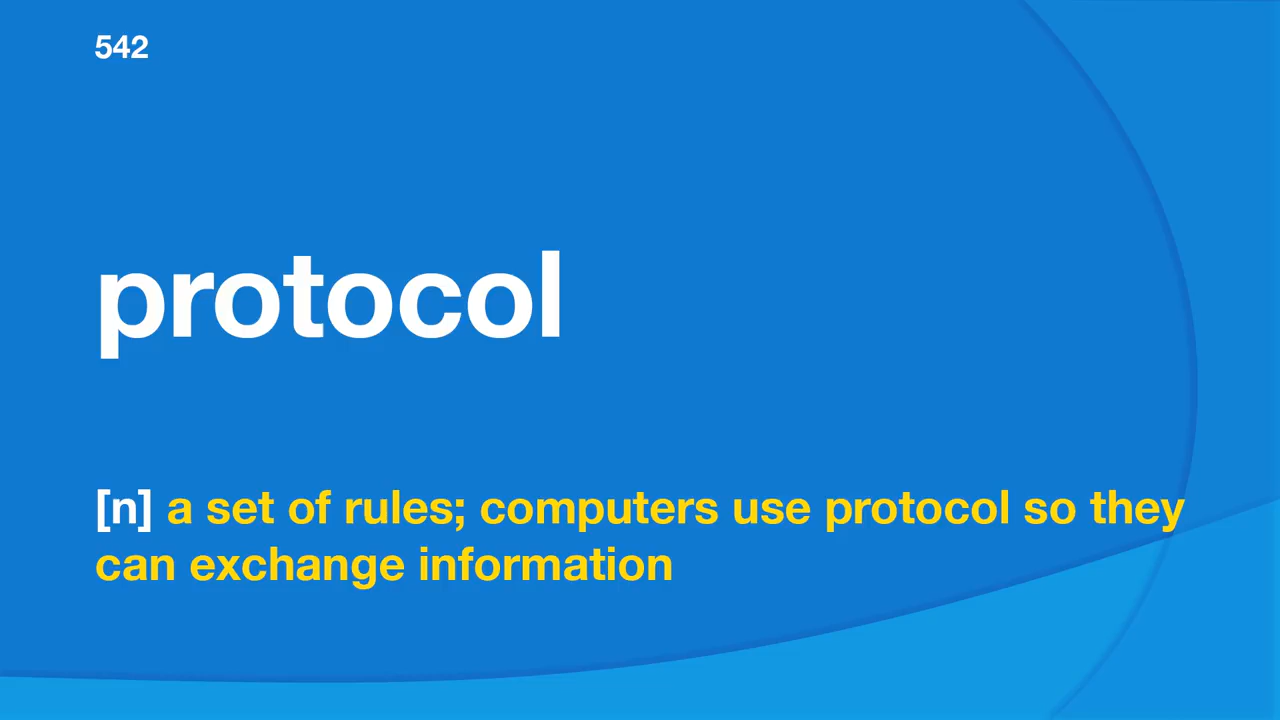 542
protocol
[n] a set of rules; computers use protocol so they
can exchange information